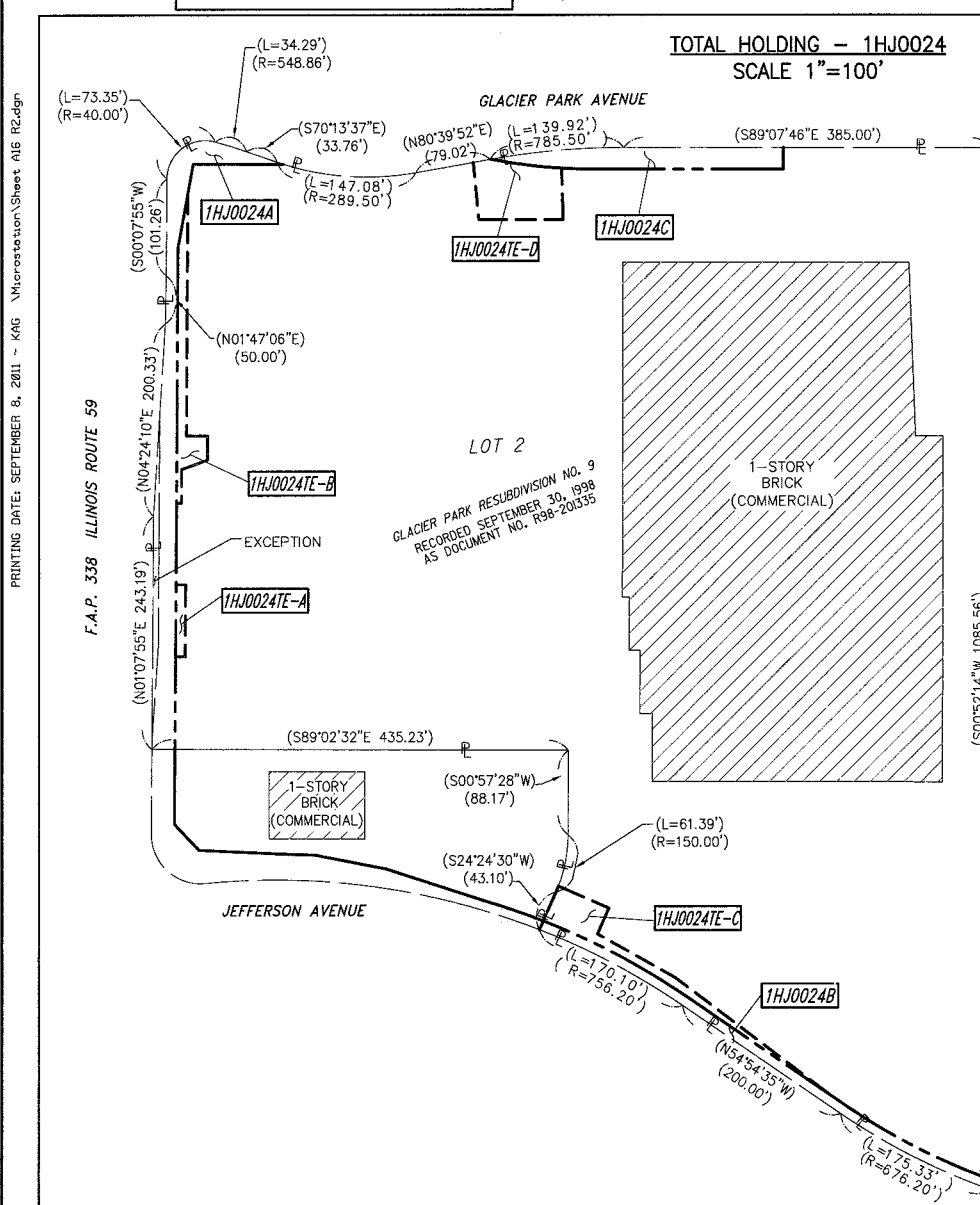 TOTAL HOLDING – 1HJ0024
SCALE 1"=100'
(L=34.29')
(R=548.86')
(L=73.35')
(R=40.00')
GLACIER PARK AVENUE
(S70°13'37"E)
(33.76')
(N80°39'52"E)
(79.02')
(L=139.92')
(R=785.50')
(S89°07'46"E 385.00')
(L=147.08')
(R=289.50')
1HJ0024A
1HJ0024TE-D
1HJ0024C
(S00°07'55"W)
(101.26')
(N01°47'06"E)
(50.00')
(N04°24'10"E 200.33')
F.A.P. 338 ILLINOIS ROUTE 59
LOT 2
GLACIER PARK RESUBDIVISION NO. 9
RECORDED SEPTEMBER 30, 1998
AS DOCUMENT NO. R98-201335
1-STORY
BRICK
(COMMERCIAL)
1HJ0024TE-B
EXCEPTION
1HJ0024TE-A
(N01°07'55"E 243.19')
(S00°52'14"W 1085.56')
(S89°02'32"E 435.23')
1-STORY
BRICK
(COMMERCIAL)
(S00°57'28"W)
(88.17')
(L=61.39')
(R=150.00')
(S24°24'30"W)
(43.10')
JEFFERSON AVENUE
1HJ0024TE-C
(L=170.10')
(R=756.20')
1HJ0024B
(N54°54'35"W)
(200.00')
(L=175.33')
(R=676.20')
PRINTING DATE: SEPTEMBER 8, 2011 ~ KAG \Microstation\Sheet A16 R2.dgn